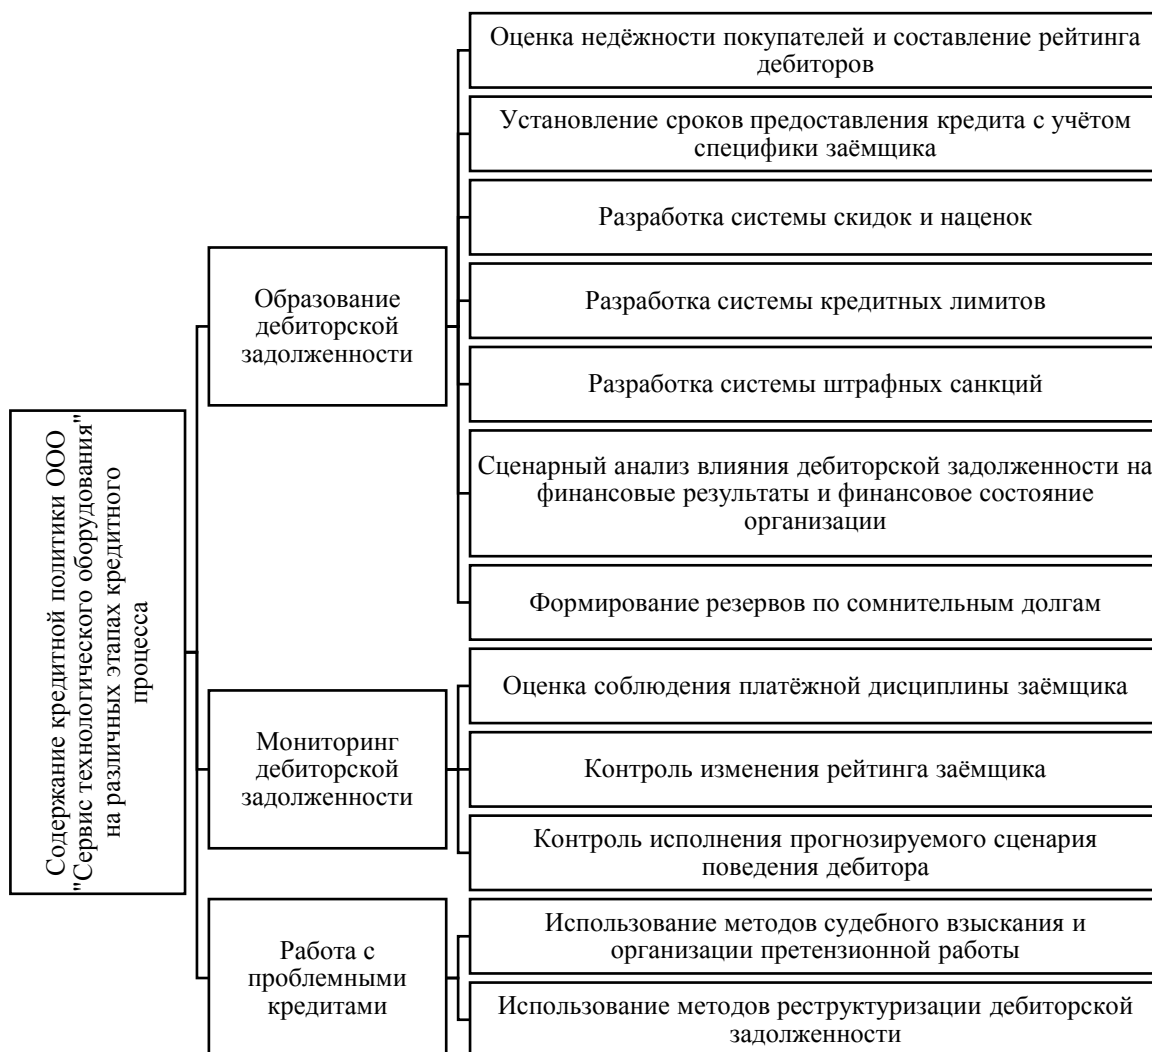 Содержание кредитной политики ООО
"Сервис технологического оборудования"
на различных этапах кредитного
процесса
Образование
дебиторской
задолженности
Оценка недёжности покупателей и составление рейтинга
дебиторов
Установление сроков предоставления кредита с учётом
специфики заёмщика
Разработка системы скидок и наценок
Разработка системы кредитных лимитов
Разработка системы штрафных санкций
Сценарный анализ влияния дебиторской задолженности на
финансовые результаты и финансовое состояние
организации
Формирование резервов по сомнительным долгам
Мониторинг
дебиторской
задолженности
Оценка соблюдения платёжной дисциплины заёмщика
Контроль изменения рейтинга заёмщика
Контроль исполнения прогнозируемого сценария
поведения дебитора
Работа с
проблемными
кредитами
Использование методов судебного взыскания и
организации претензионной работы
Использование методов реструктуризации дебиторской
задолженности